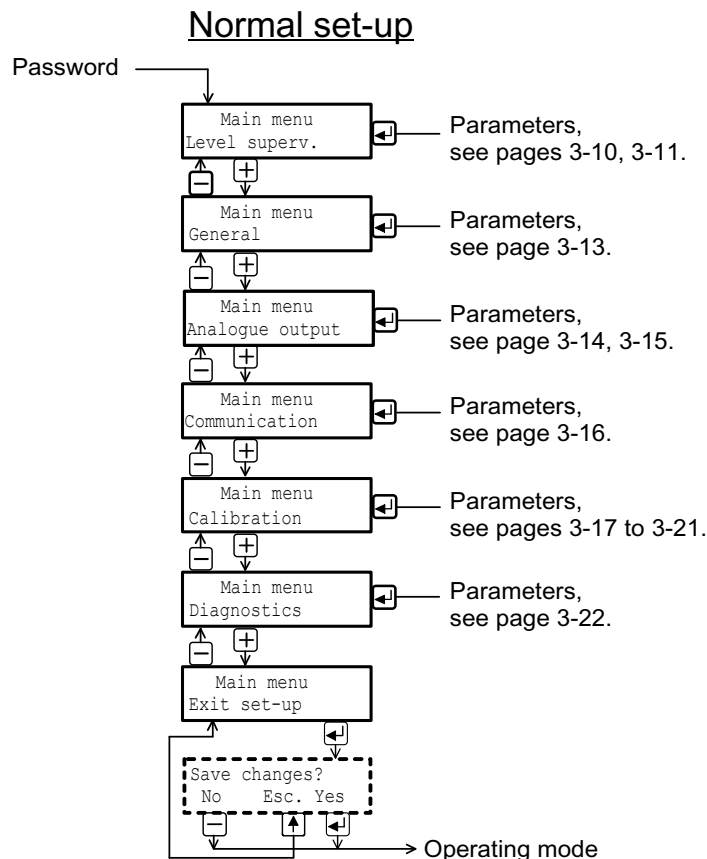 Normal set-up
Password
Main menu
Level superv.
Parameters,
see pages 3-10, 3-11.
Main menu
General
Parameters,
see page 3-13.
Main menu
Analogue output
Parameters,
see page 3-14, 3-15.
Main menu
Communication
Parameters,
see page 3-16.
Main menu
Calibration
Parameters,
see pages 3-17 to 3-21.
Main menu
Diagnostics
Parameters,
see page 3-22.
Main menu
Exit set-up
Save changes?
No Esc. Yes
Operating mode